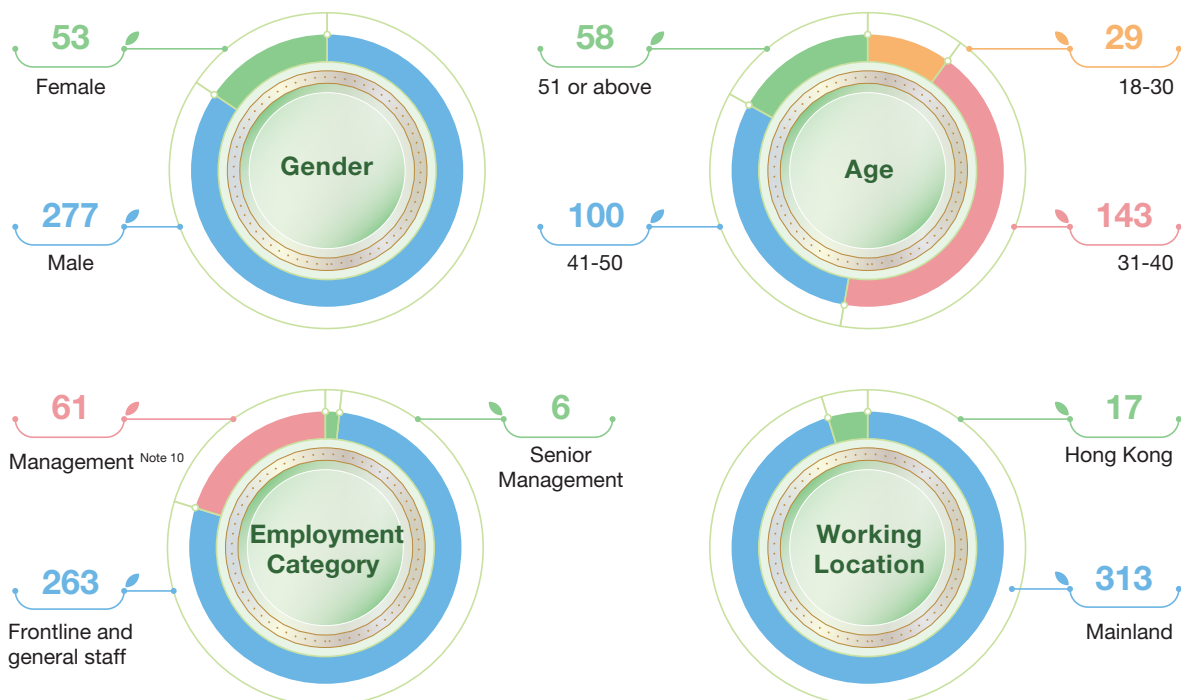 53
Female
277
Male
Gender
58
51 or above
29
18-30
100
41-50
143
31-40
Age
61
Management Note 10
6
Senior
Management
263
Frontline and
general staff
Employment
Category
17
Hong Kong
313
Mainland
Working
Location